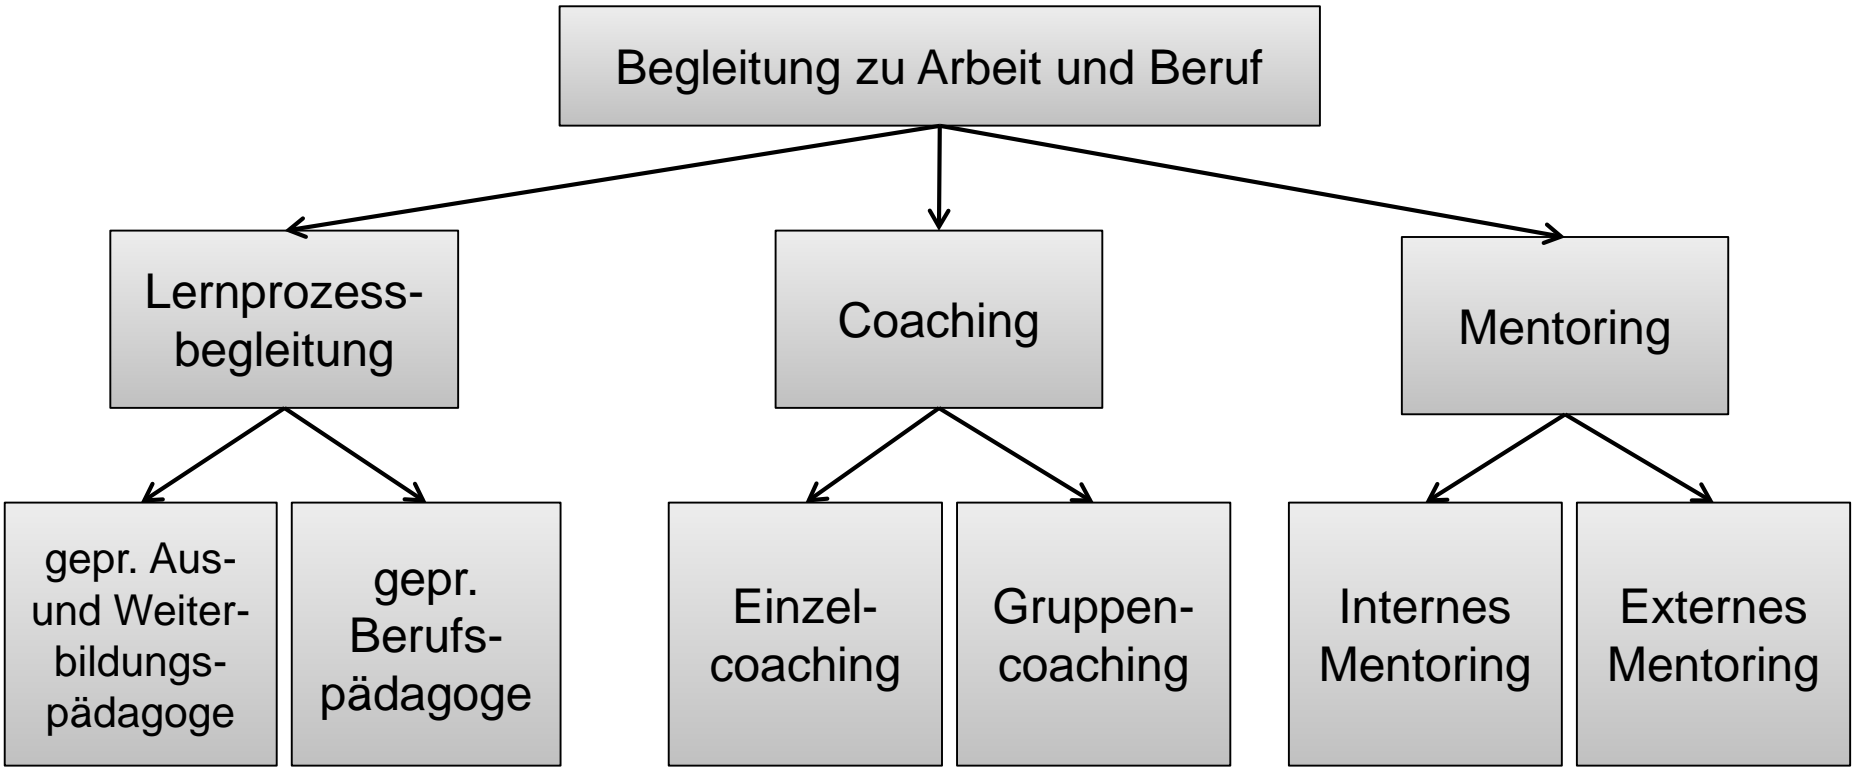 Begleitung zu Arbeit und Beruf
Lernprozess-
begleitung
Coaching
Mentoring
gepr. Aus-
und Weiter-
bildungs-
pädagoge
gepr.
Berufs-
pädagoge
Einzel-
coaching
Gruppen-
coaching
Internes
Mentoring
Externes
Mentoring